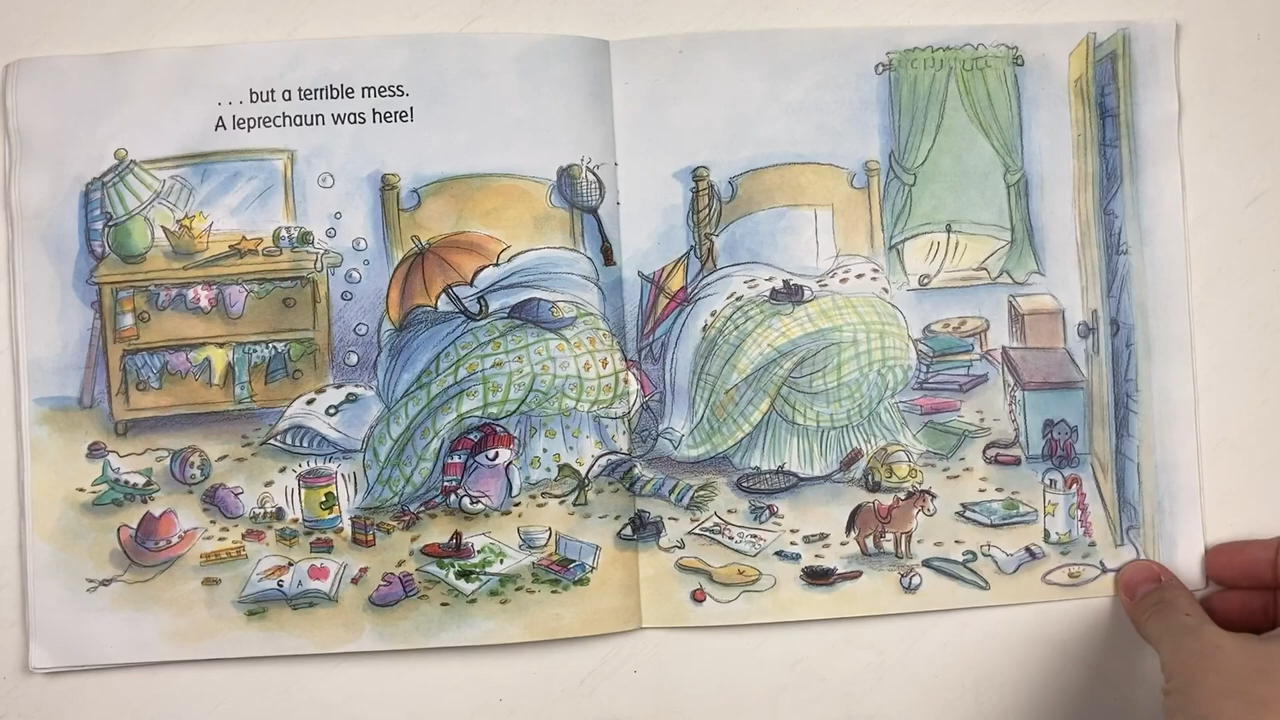 . . . but a terrible mess.
A leprechaun was here!
A